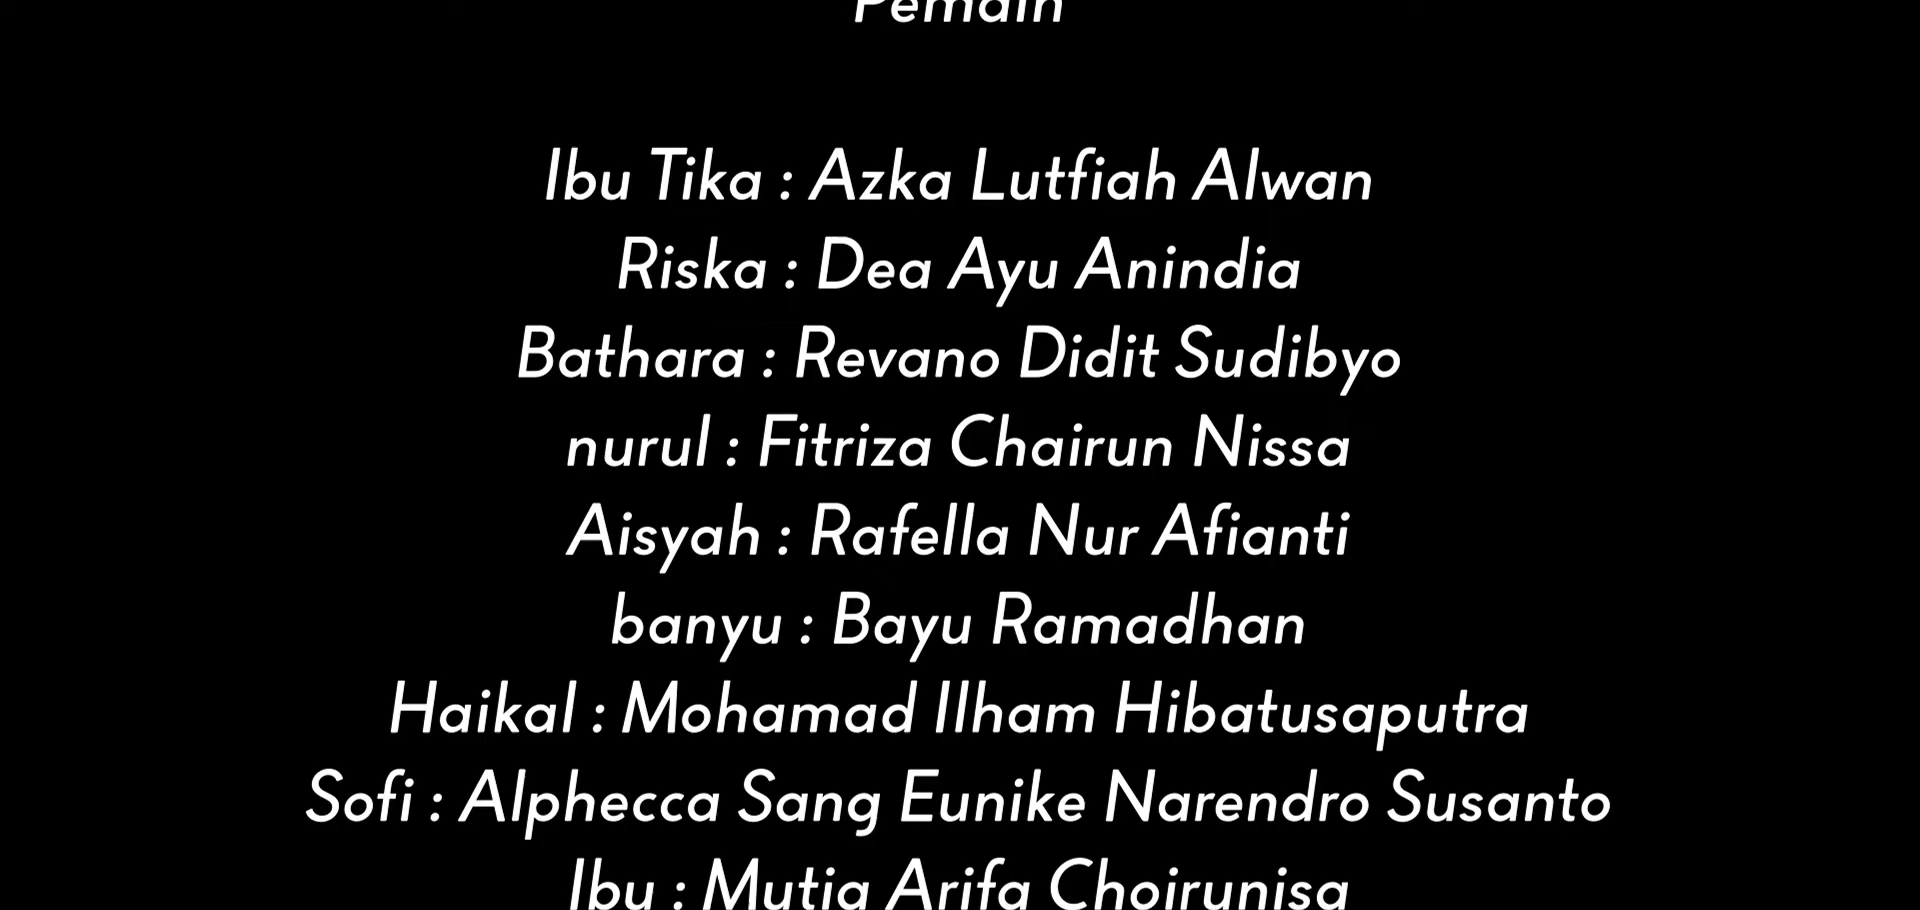 Pemain
Ibu Tika : Azka Lutfiah Alwan
Riska : Dea Ayu Anindia
Bathara : Revano Didit Sudibyo
nurul : Fitriza Chairun Nissa
Aisyah : Rafella Nur Afianti
banyu : Bayu Ramadhan
Haikal : Mohamad Ilham Hibatusaputra
Sofi : Alphecca Sang Eunike Narendro Susanto
Ibu : Mutia Arifa Choirunisa